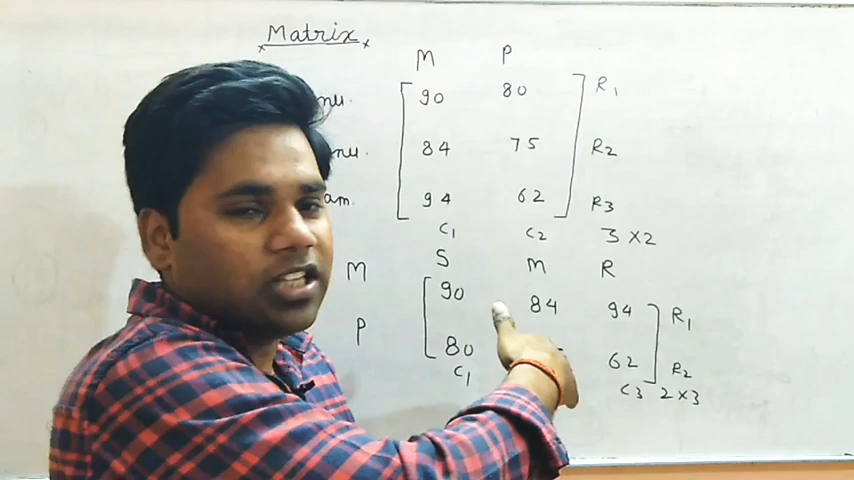 Matrix
M P
90 80 R1
84 75 R2
94 62 R3
C1 C2 3×2
S M R
M 90 84 94 R1
P 80 62 R2
C1 C3 2×3